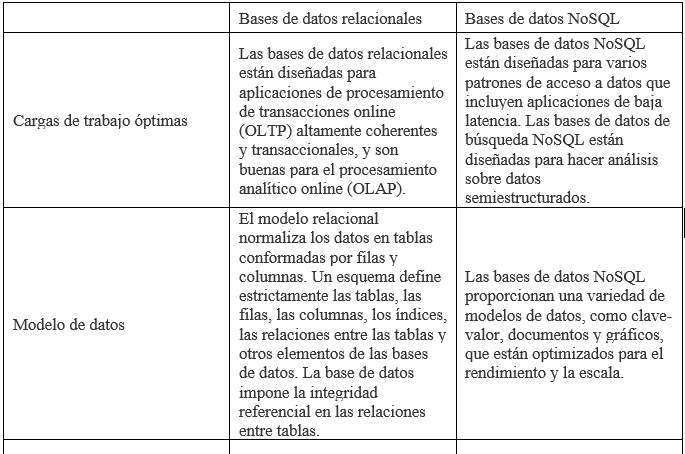 Bases de datos relacionales
Bases de datos NoSQL
Cargas de trabajo óptimas
Las bases de datos relacionales
están diseñadas para
aplicaciones de procesamiento
de transacciones online
(OLTP) altamente coherentes
y transaccionales, y son
buenas para el procesamiento
analítico online (OLAP).
Las bases de datos NoSQL
están diseñadas para varios
patrones de acceso a datos que
incluyen aplicaciones de baja
latencia. Las bases de datos de
búsqueda NoSQL están
diseñadas para hacer análisis
sobre datos
semiestructurados.
Modelo de datos
El modelo relacional
normaliza los datos en tablas
conformadas por filas y
columnas. Un esquema define
estrictamente las tablas, las
filas, las columnas, los índices,
las relaciones entre las tablas y
otros elementos de las bases
de datos. La base de datos
impone la integridad
referencial en las relaciones
entre tablas.
Las bases de datos NoSQL
proporcionan una variedad de
modelos de datos, como clave-
valor, documentos y gráficos,
que están optimizados para el
rendimiento y la escala.